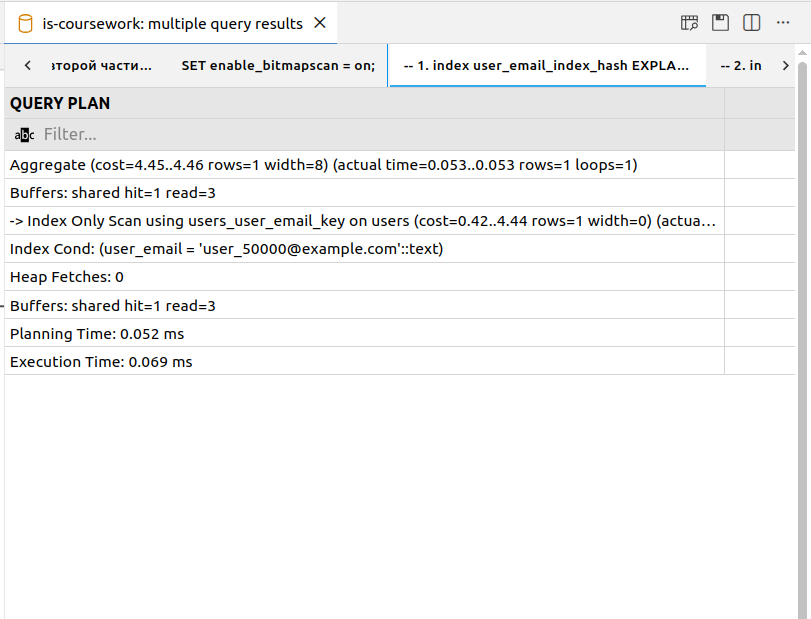 is-coursework: multiple query results
второй части... SET enable_bitmapscan = on; -- 1. index user_email_index_hash EXPLA... -- 2. in
QUERY PLAN
abc Filter...
Aggregate (cost=4.45..4.46 rows=1 width=8) (actual time=0.053..0.053 rows=1 loops=1)
Buffers: shared hit=1 read=3
-> Index Only Scan using users_user_email_key on users (cost=0.42..4.44 rows=1 width=0) (actua...
Index Cond: (user_email = 'user_50000@example.com'::text)
Heap Fetches: 0
Buffers: shared hit=1 read=3
Planning Time: 0.052 ms
Execution Time: 0.069 ms